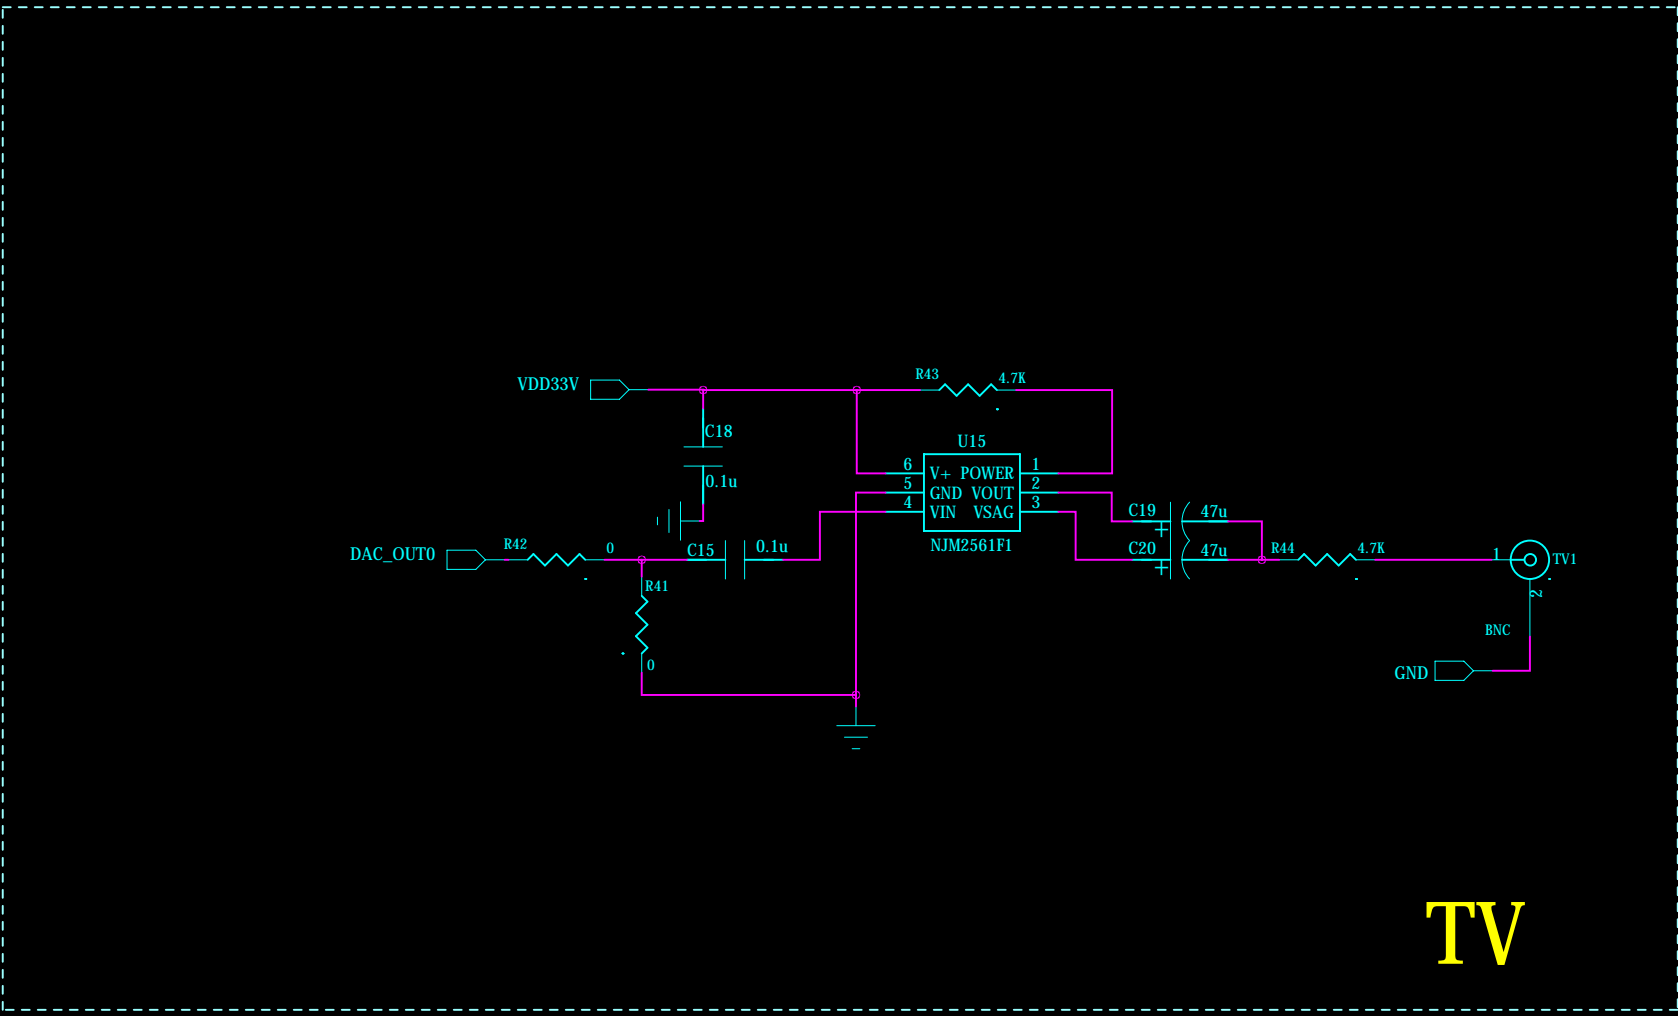 R43 4.7K
VDD33V
C18
0.1u
U15
6 V+ POWER 1
5 GND VOUT 2
4 VIN VSAG 3
NJM2561F1
C19 47u
C20 47u
DAC_OUT0
R42 0
C15 0.1u
R41
0
R44 4.7K
1
TV1
2
BNC
GND
TV